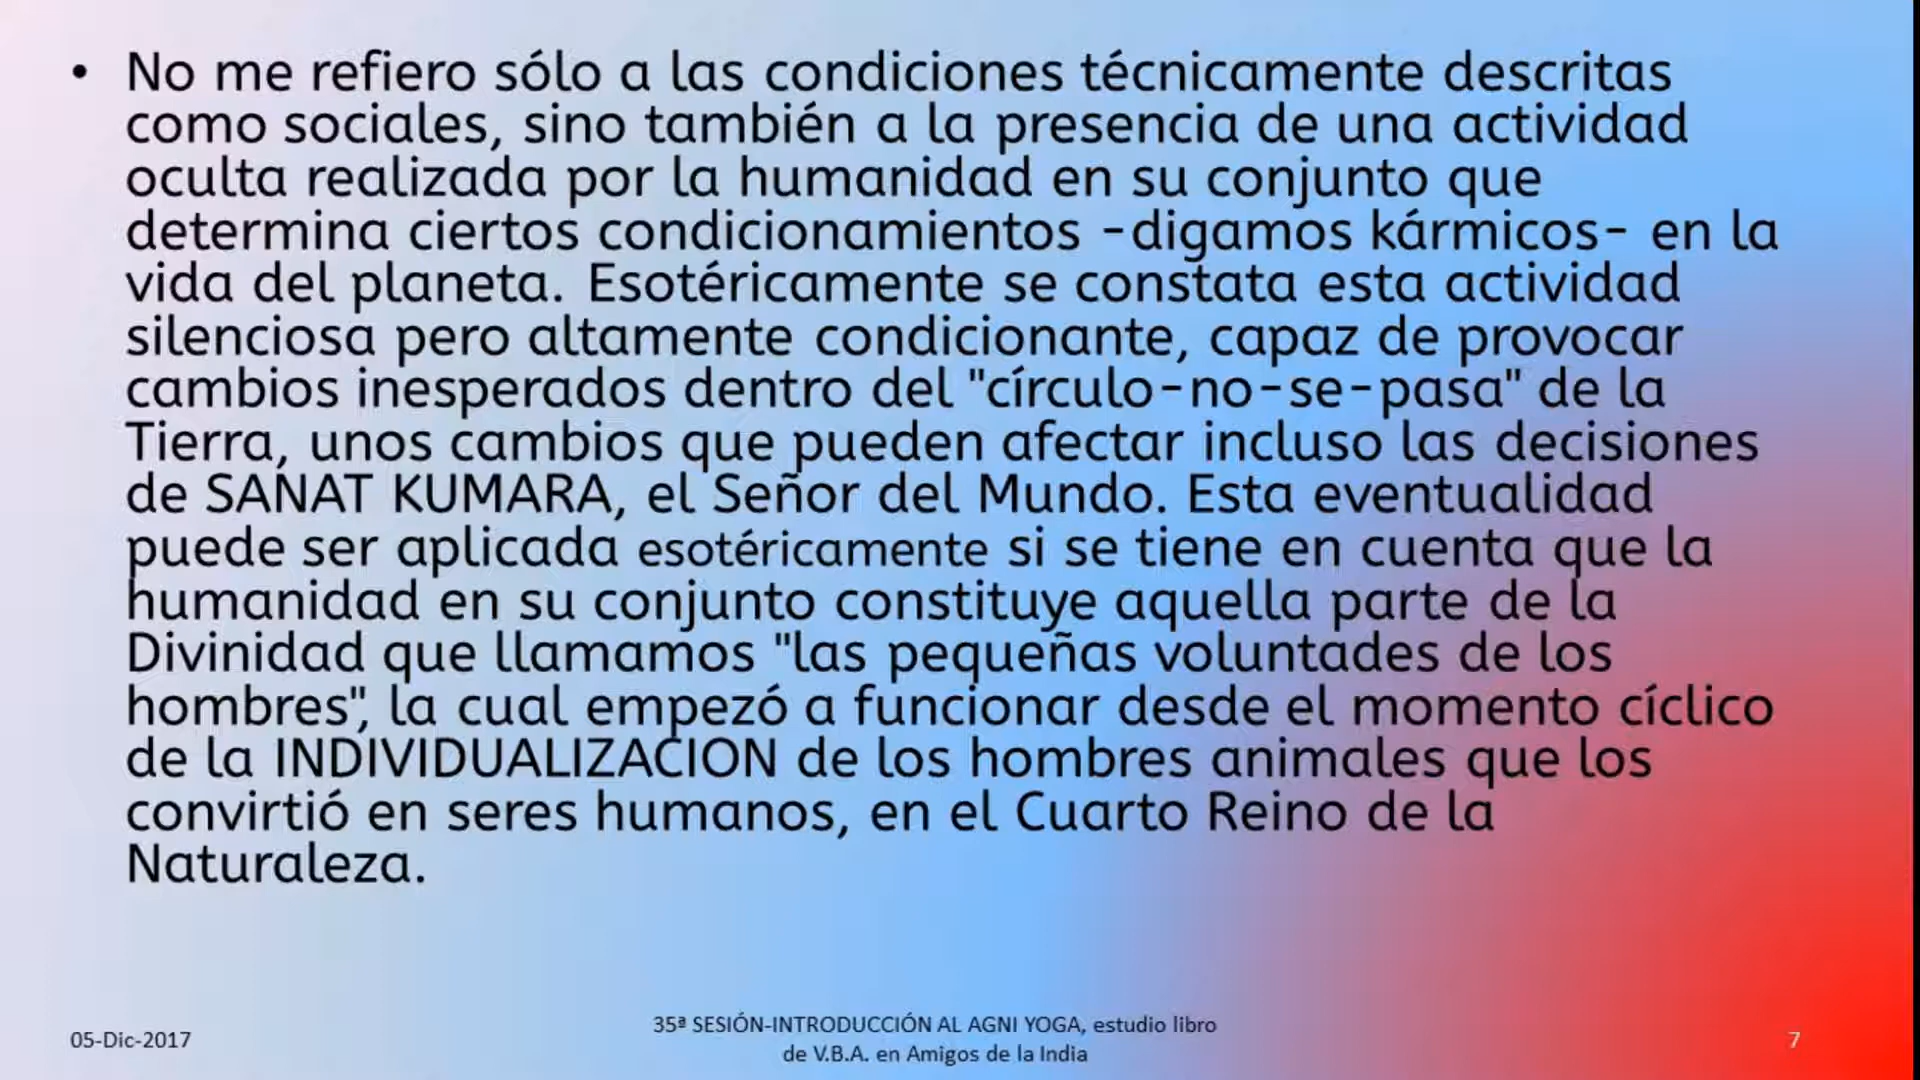 • No me refiero sólo a las condiciones técnicamente descritas
como sociales, sino también a la presencia de una actividad
oculta realizada por la humanidad en su conjunto que
determina ciertos condicionamientos -digamos kármicos- en la
vida del planeta. Esotéricamente se constata esta actividad
silenciosa pero altamente condicionante, capaz de provocar
cambios inesperados dentro del "círculo-no-se-pasa" de la
Tierra, unos cambios que pueden afectar incluso las decisiones
de SANAT KUMARA, el Señor del Mundo. Esta eventualidad
puede ser aplicada esotéricamente si se tiene en cuenta que la
humanidad en su conjunto constituye aquella parte de la
Divinidad que llamamos "las pequeñas voluntades de los
hombres", la cual empezó a funcionar desde el momento cíclico
de la INDIVIDUALIZACION de los hombres animales que los
convirtió en seres humanos, en el Cuarto Reino de la
Naturaleza.
05-Dic-2017
35ª SESIÓN-INTRODUCCIÓN AL AGNI YOGA, estudio libro
de V.B.A. en Amigos de la India
7